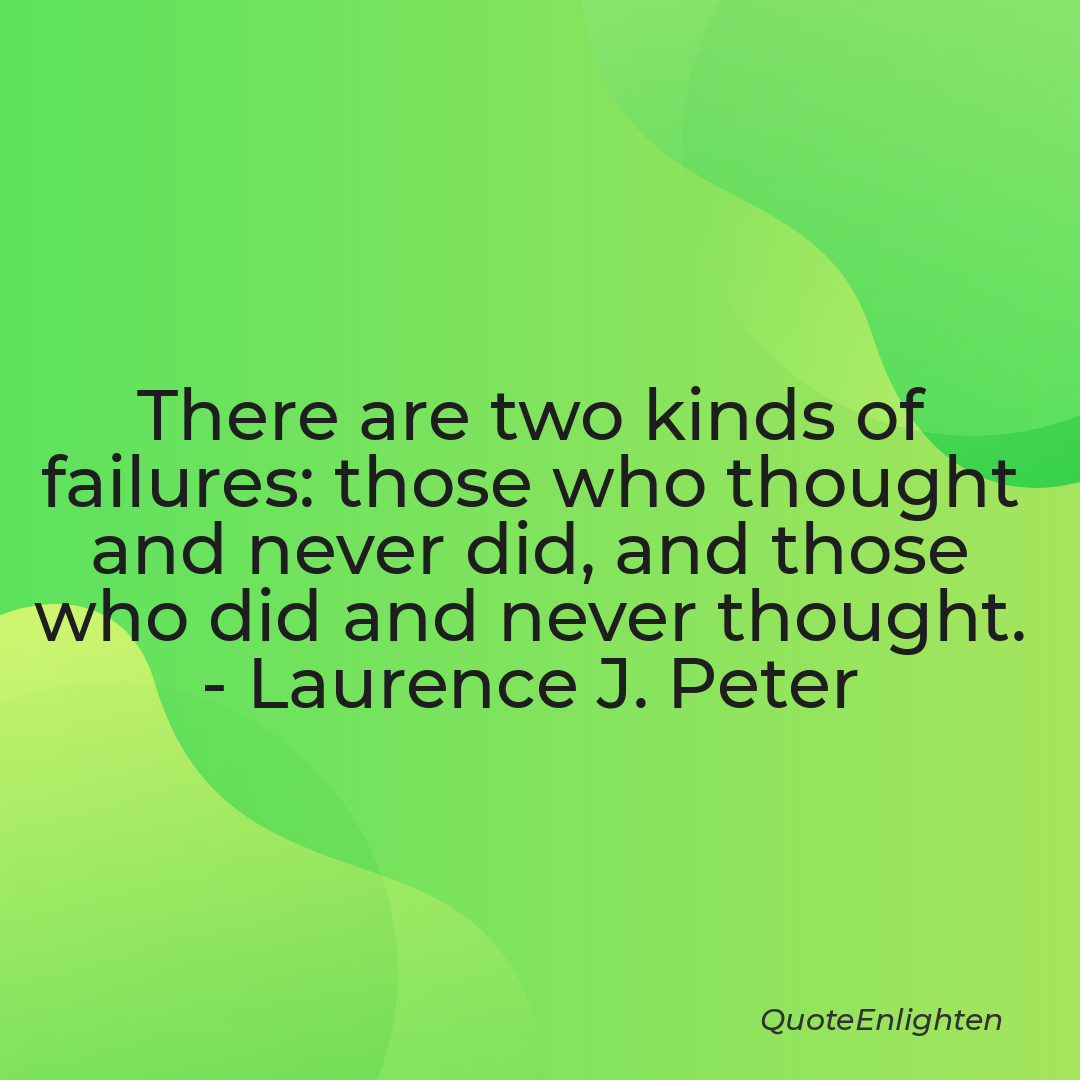 There are two kinds of
failures: those who thought
and never did, and those
who did and never thought.
- Laurence J. Peter
QuoteEnlighten